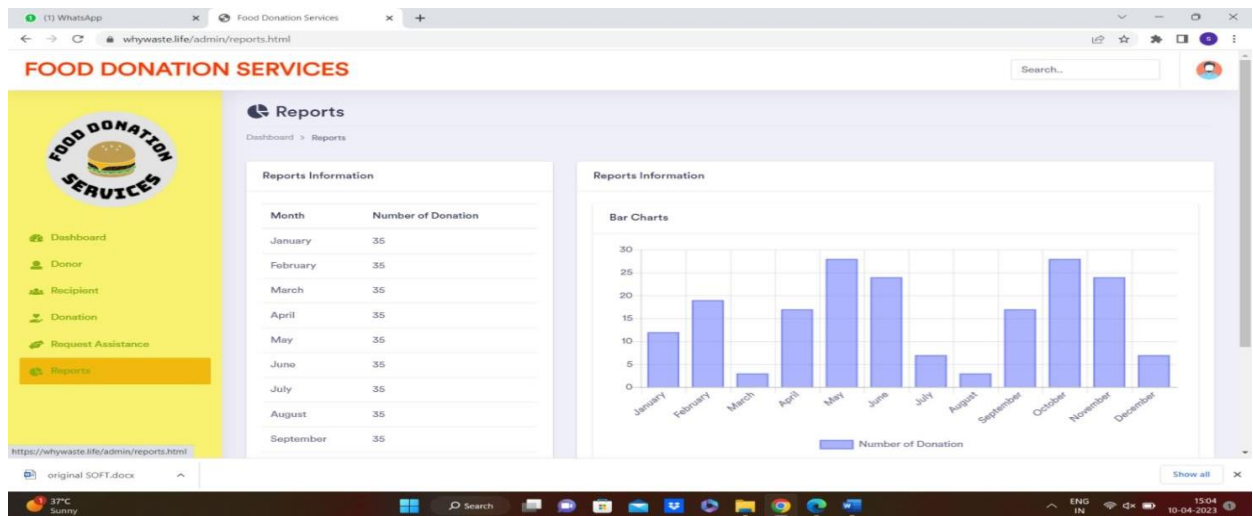 (1) WhatsApp
Food Donation Services
whywaste.life/admin/reports.html
S
FOOD DONATION SERVICES
Search..
FOOD DONATION
SERVICES
Dashboard
Donor
Recipient
Donation
Request Assistance
Reports
Reports
Dashboard > Reports
Reports Information
Month Number of Donation
January 35
February 35
March 35
April 35
May 35
June 35
July 35
August 35
September 35
Reports Information
Bar Charts
30
25
20
15
10
5
0
January February March April May June July August September October November December
Number of Donation
https://whywaste.life/admin/reports.html
original SOFT.docx
Show all
1
37°C
Sunny
Search
ENG
IN
15:04
10-04-2023
1